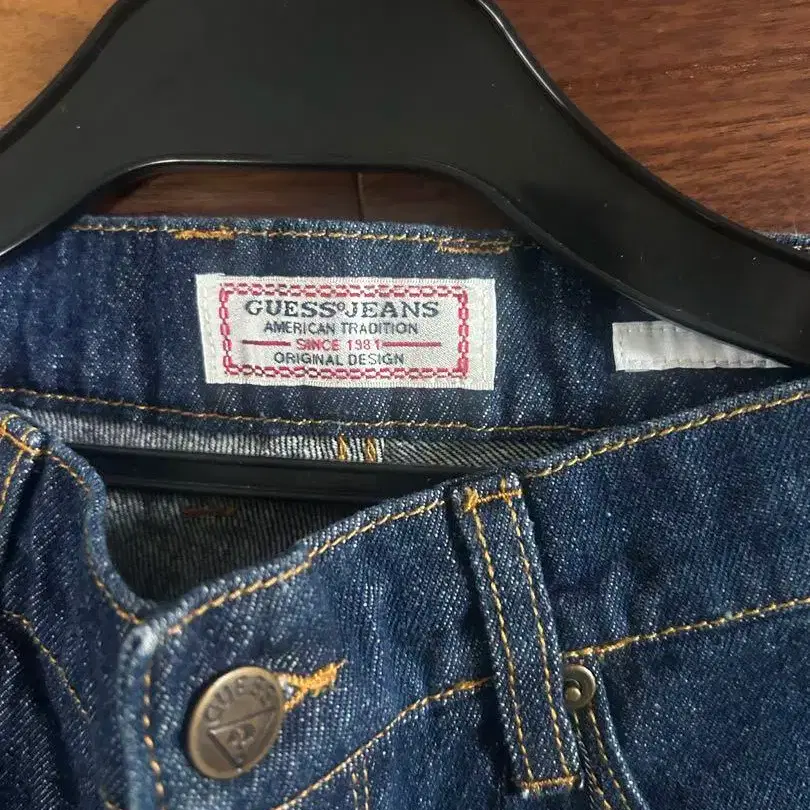 GUESS°JEANS
AMERICAN TRADITION
SINCE 1981
ORIGINAL DESIGN
GUESS